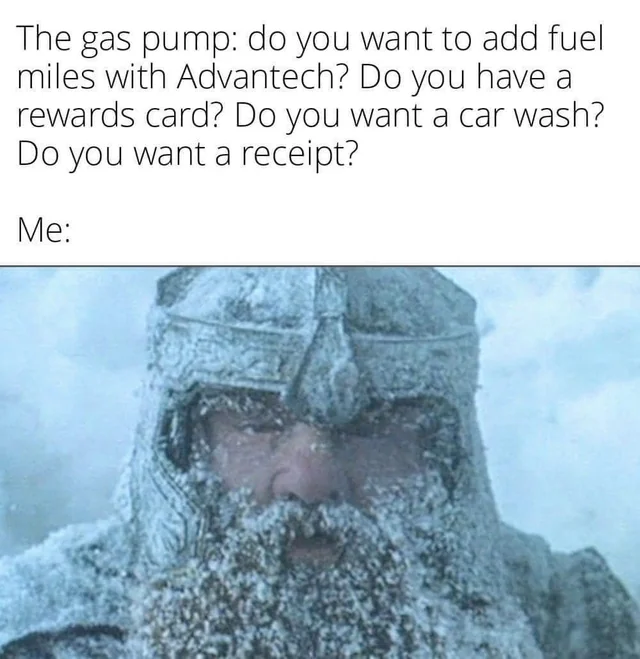 The gas pump: do you want to add fuel
miles with Advantech? Do you have a
rewards card? Do you want a car wash?
Do you want a receipt?
Me: